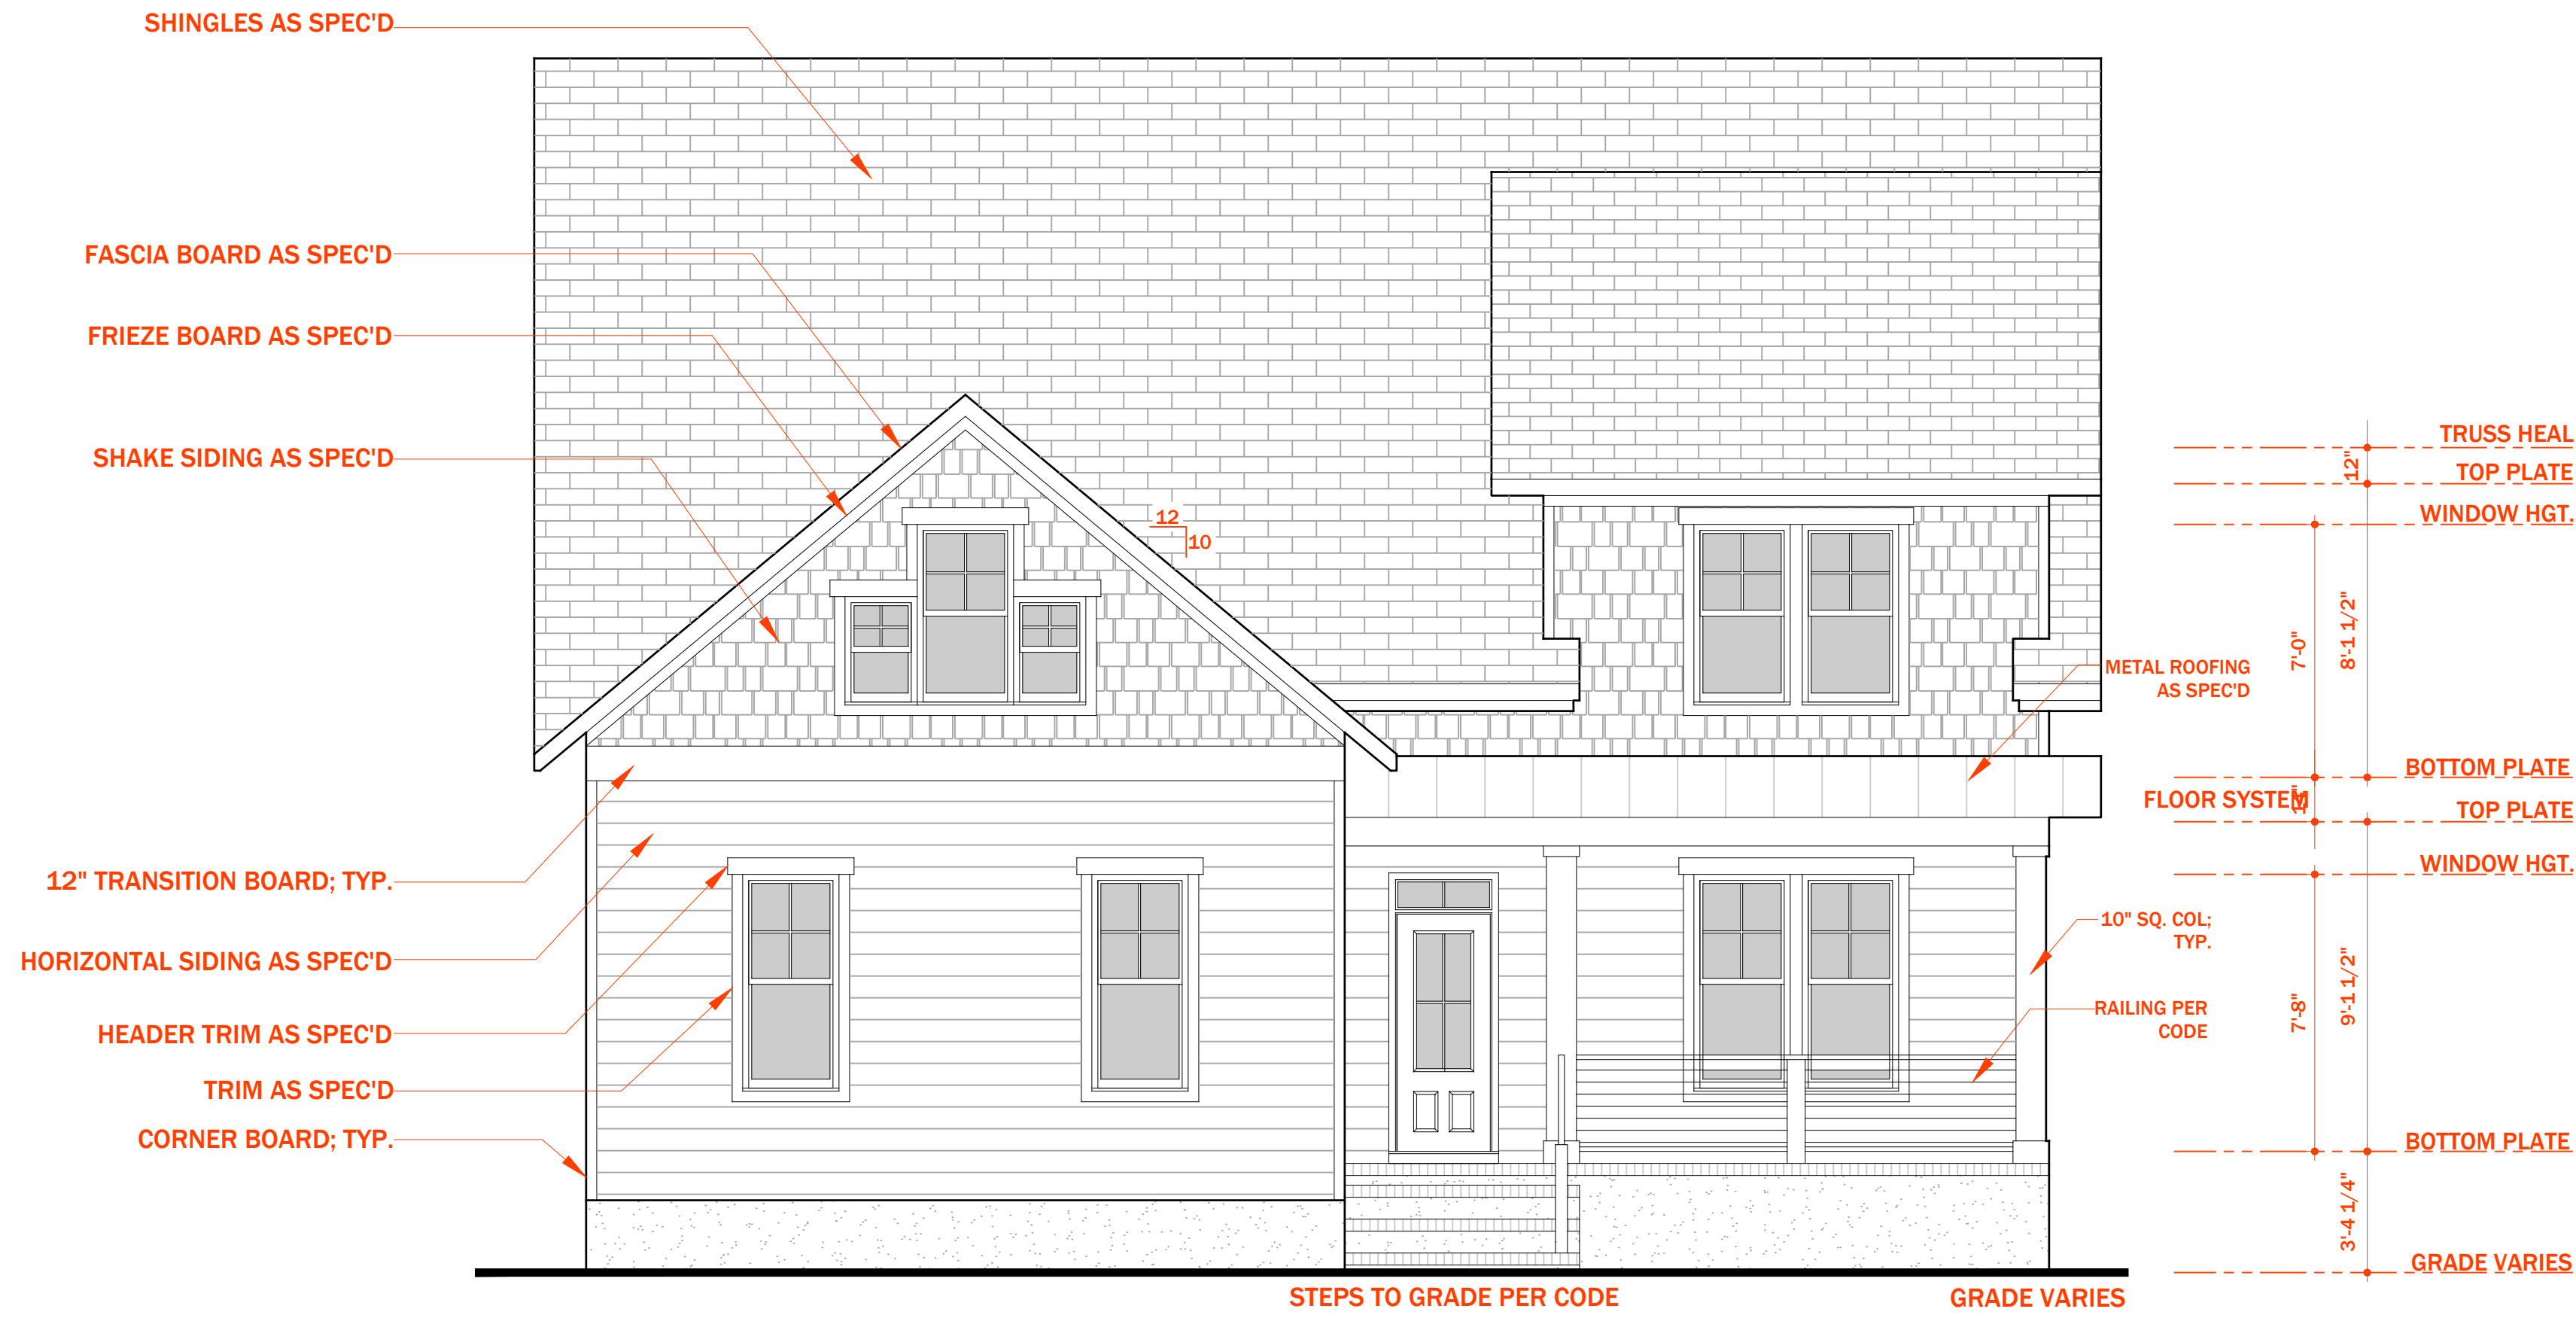 SHINGLES AS SPEC'D
FASCIA BOARD AS SPEC'D
FRIEZE BOARD AS SPEC'D
SHAKE SIDING AS SPEC'D
12" TRANSITION BOARD; TYP.
HORIZONTAL SIDING AS SPEC'D
HEADER TRIM AS SPEC'D
TRIM AS SPEC'D
CORNER BOARD; TYP.
12
10
METAL ROOFING
AS SPEC'D
10" SQ. COL;
TYP.
RAILING PER
CODE
STEPS TO GRADE PER CODE
GRADE VARIES
TRUSS HEAL
12"
TOP PLATE
WINDOW HGT.
7'-0"
8'-1 1/2"
BOTTOM PLATE
FLOOR SYSTEM
TOP PLATE
WINDOW HGT.
7'-8"
9'-1 1/2"
BOTTOM PLATE
3'-4 1/4"
GRADE VARIES